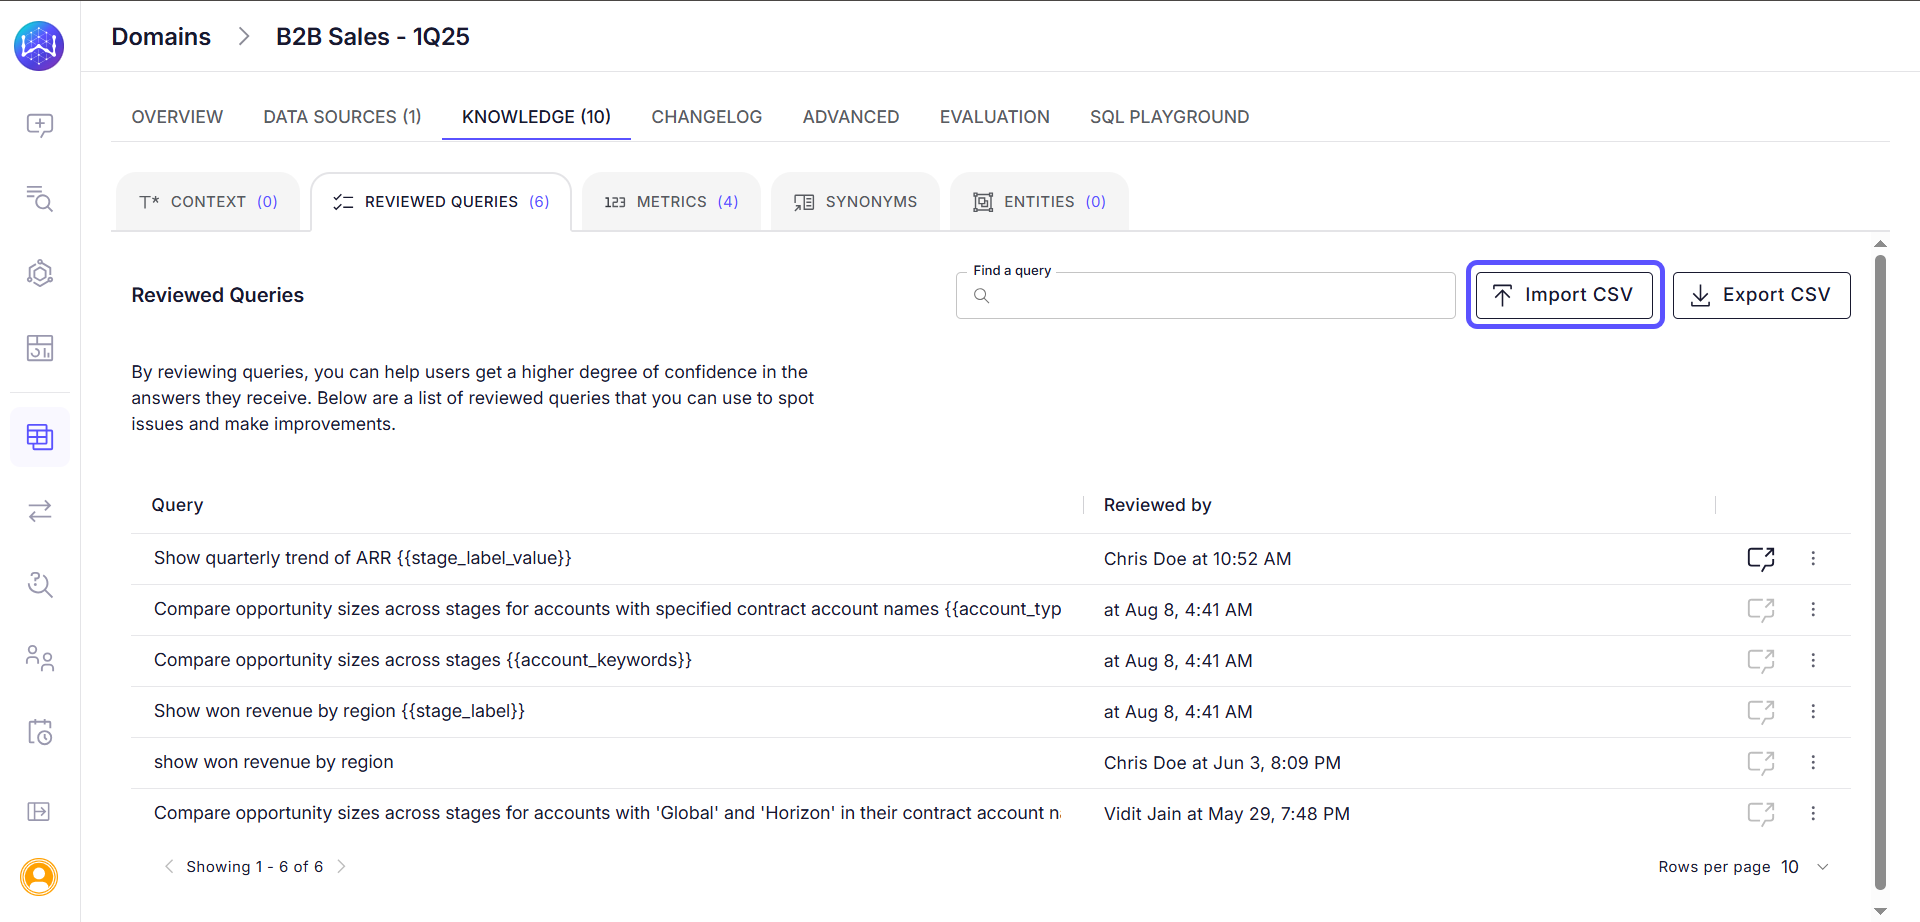 Domains > B2B Sales - 1Q25
OVERVIEW DATA SOURCES (1) KNOWLEDGE (10) CHANGELOG ADVANCED EVALUATION SQL PLAYGROUND
T* CONTEXT (0) REVIEWED QUERIES (6) 123 METRICS (4) SYNONYMS ENTITIES (0)
Find a query
Reviewed Queries Import CSV Export CSV
By reviewing queries, you can help users get a higher degree of confidence in the
answers they receive. Below are a list of reviewed queries that you can use to spot
issues and make improvements.
Query Reviewed by
Show quarterly trend of ARR {{stage_label_value}} Chris Doe at 10:52 AM
Compare opportunity sizes across stages for accounts with specified contract account names {{account_typ at Aug 8, 4:41 AM
Compare opportunity sizes across stages {{account_keywords}} at Aug 8, 4:41 AM
Show won revenue by region {{stage_label}} at Aug 8, 4:41 AM
show won revenue by region Chris Doe at Jun 3, 8:09 PM
Compare opportunity sizes across stages for accounts with 'Global' and 'Horizon' in their contract account Vidit Jain at May 29, 7:48 PM
Showing 1 - 6 of 6 Rows per page 10